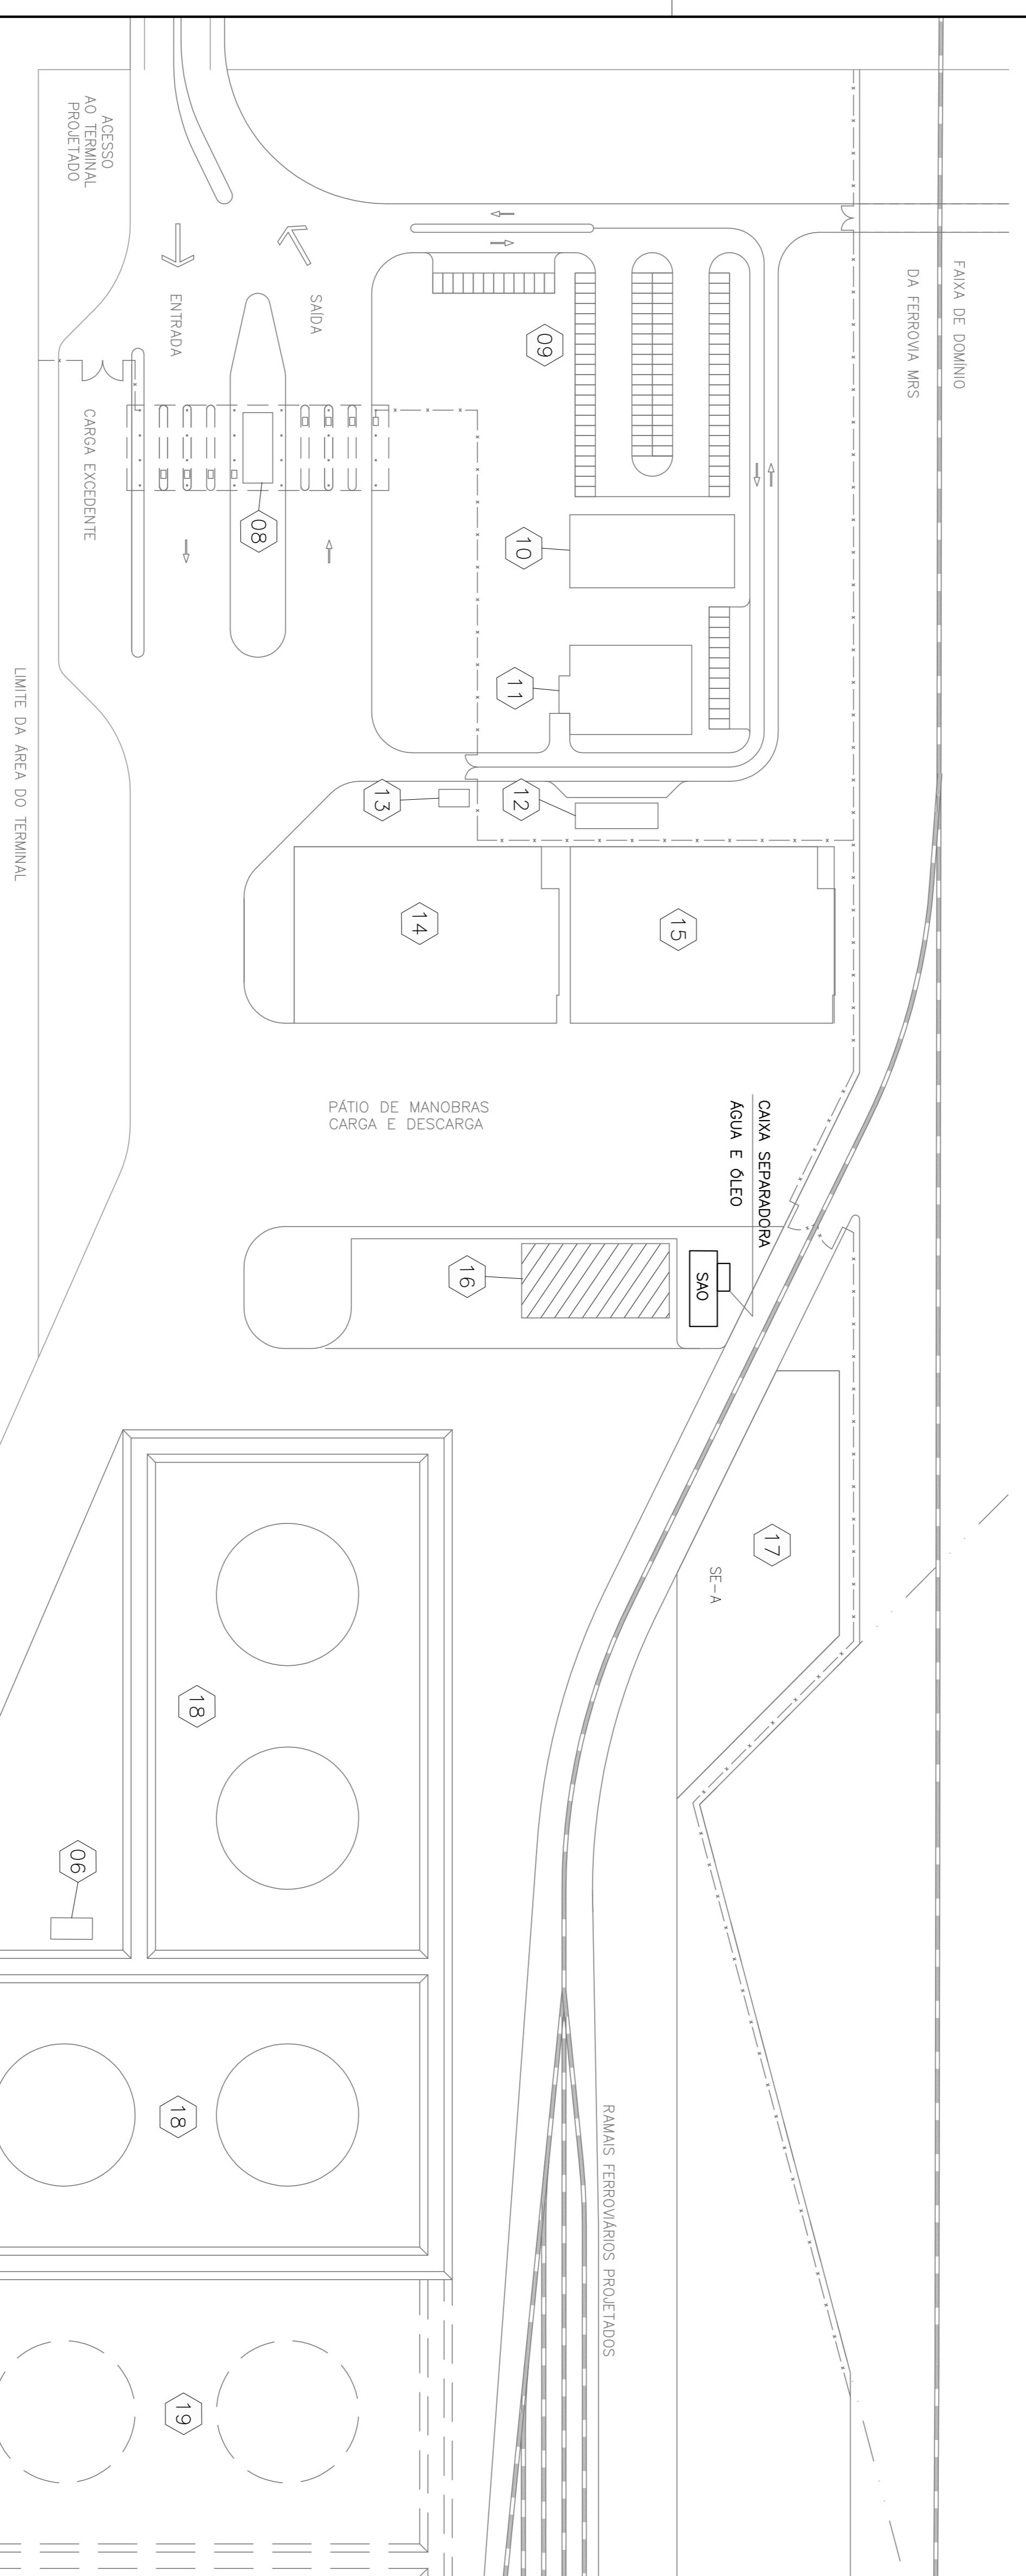 ACESSO
AO TERMINAL
PROJETADO
ENTRADA
SAÍDA
FAIXA DE DOMÍNIO
DA FERROVIA MRS
09
CARGA EXCEDENTE
08
10
11
LIMITE DA ÁREA DO TERMINAL
13
12
14
15
PÁTIO DE MANOBRAS
CARGA E DESCARGA
CAIXA SEPARADORA
ÁGUA E ÓLEO
16
SAO
17
SE-A
18
06
18
RAMAIS FERROVIÁRIOS PROJETADOS
19